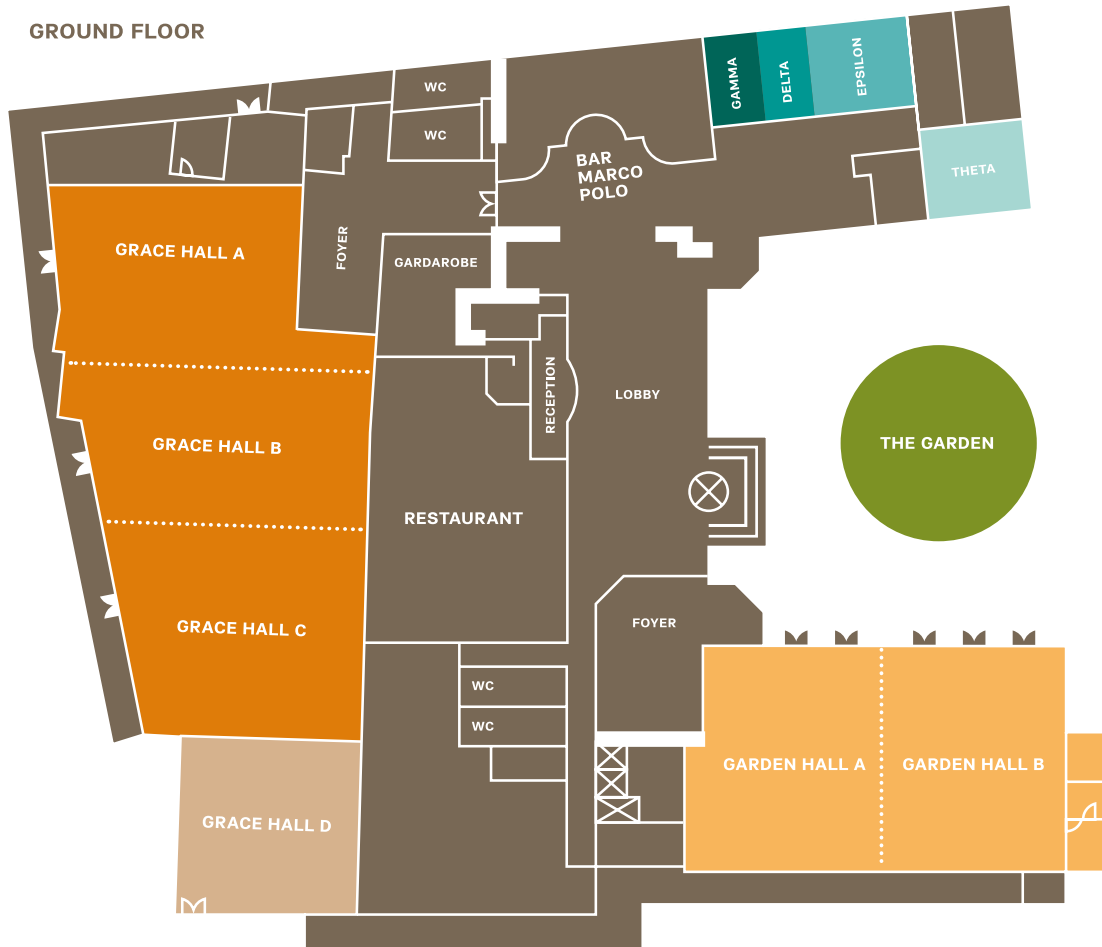 GROUND FLOOR
WC
GAMMA
DELTA
EPSILON
WC
BAR
MARCO
POLO
THETA
GRACE HALL A
FOYER
GARDAROBE
RECEPTION
LOBBY
GRACE HALL B
THE GARDEN
RESTAURANT
GRACE HALL C
FOYER
WC
WC
GARDEN HALL A
GARDEN HALL B
GRACE HALL D